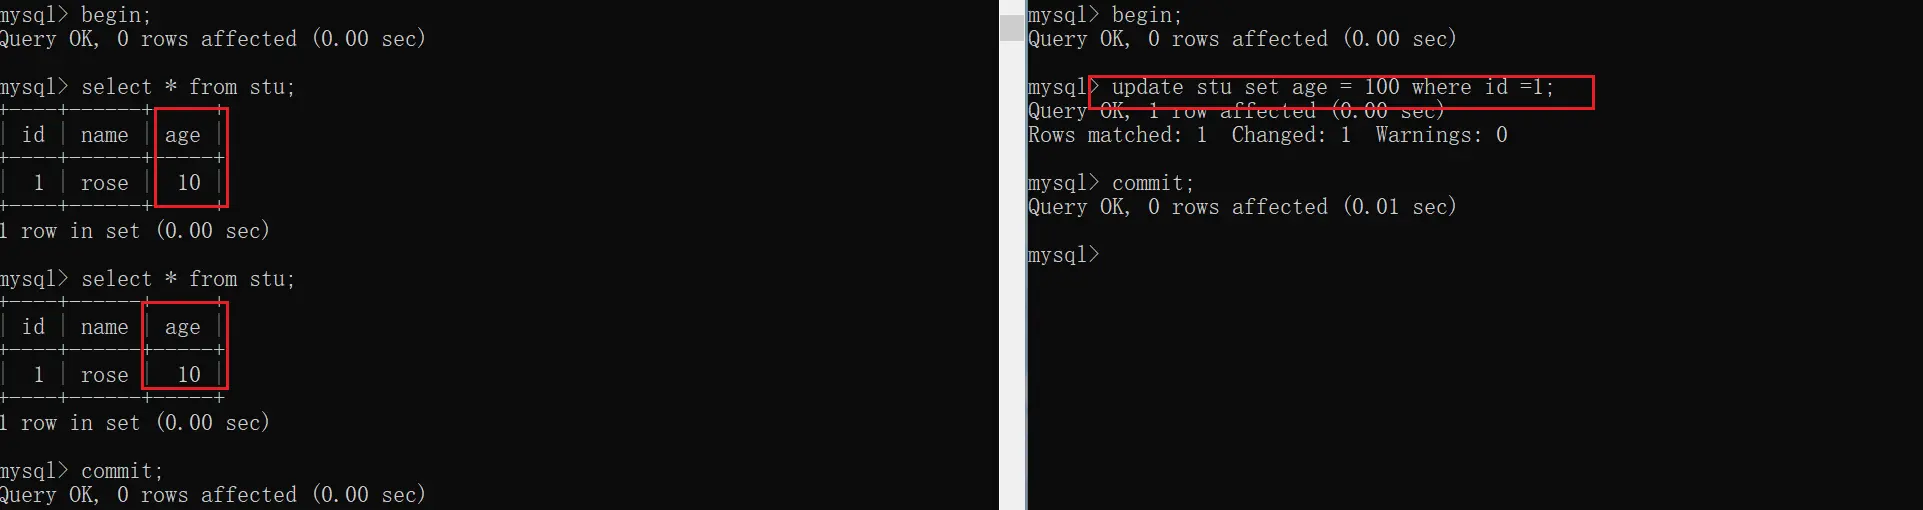 mysql> begin;
Query OK, 0 rows affected (0.00 sec)
mysql> select * from stu;
+----+------+-----+
| id | name | age |
+----+------+-----+
| 1 | rose | 10 |
+----+------+-----+
1 row in set (0.00 sec)
mysql> select * from stu;
+----+------+-----+
| id | name | age |
+----+------+-----+
| 1 | rose | 10 |
+----+------+-----+
1 row in set (0.00 sec)
mysql> commit;
Query OK, 0 rows affected (0.00 sec)
mysql> begin;
Query OK, 0 rows affected (0.00 sec)
mysql> update stu set age = 100 where id =1;
Query OK, 1 row affected (0.00 sec)
Rows matched: 1  Changed: 1  Warnings: 0
mysql> commit;
Query OK, 0 rows affected (0.01 sec)
mysql>